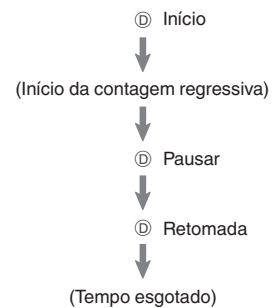 Ⓓ Início
(Início da contagem regressiva)
Ⓓ Pausar
Ⓓ Retomada
(Tempo esgotado)